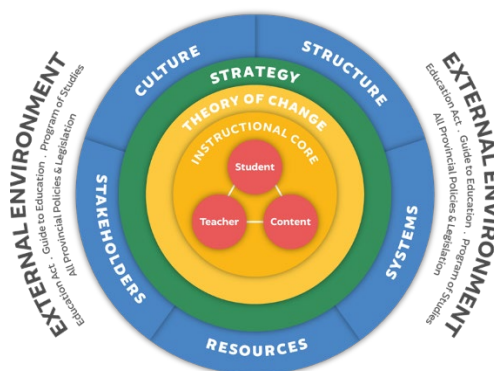 EXTERNAL ENVIRONMENT
Education Act . Guide to Education . Program of Studies
All Provincial Policies & Legislation
CULTURE
STRUCTURE
STAKEHOLDERS
SYSTEMS
RESOURCES
STRATEGY
THEORY OF CHANGE
INSTRUCTIONAL CORE
Student
Teacher
Content
EXTERNAL ENVIRONMENT
Education Act . Guide to Education . Program of Studies
All Provincial Policies & Legislation